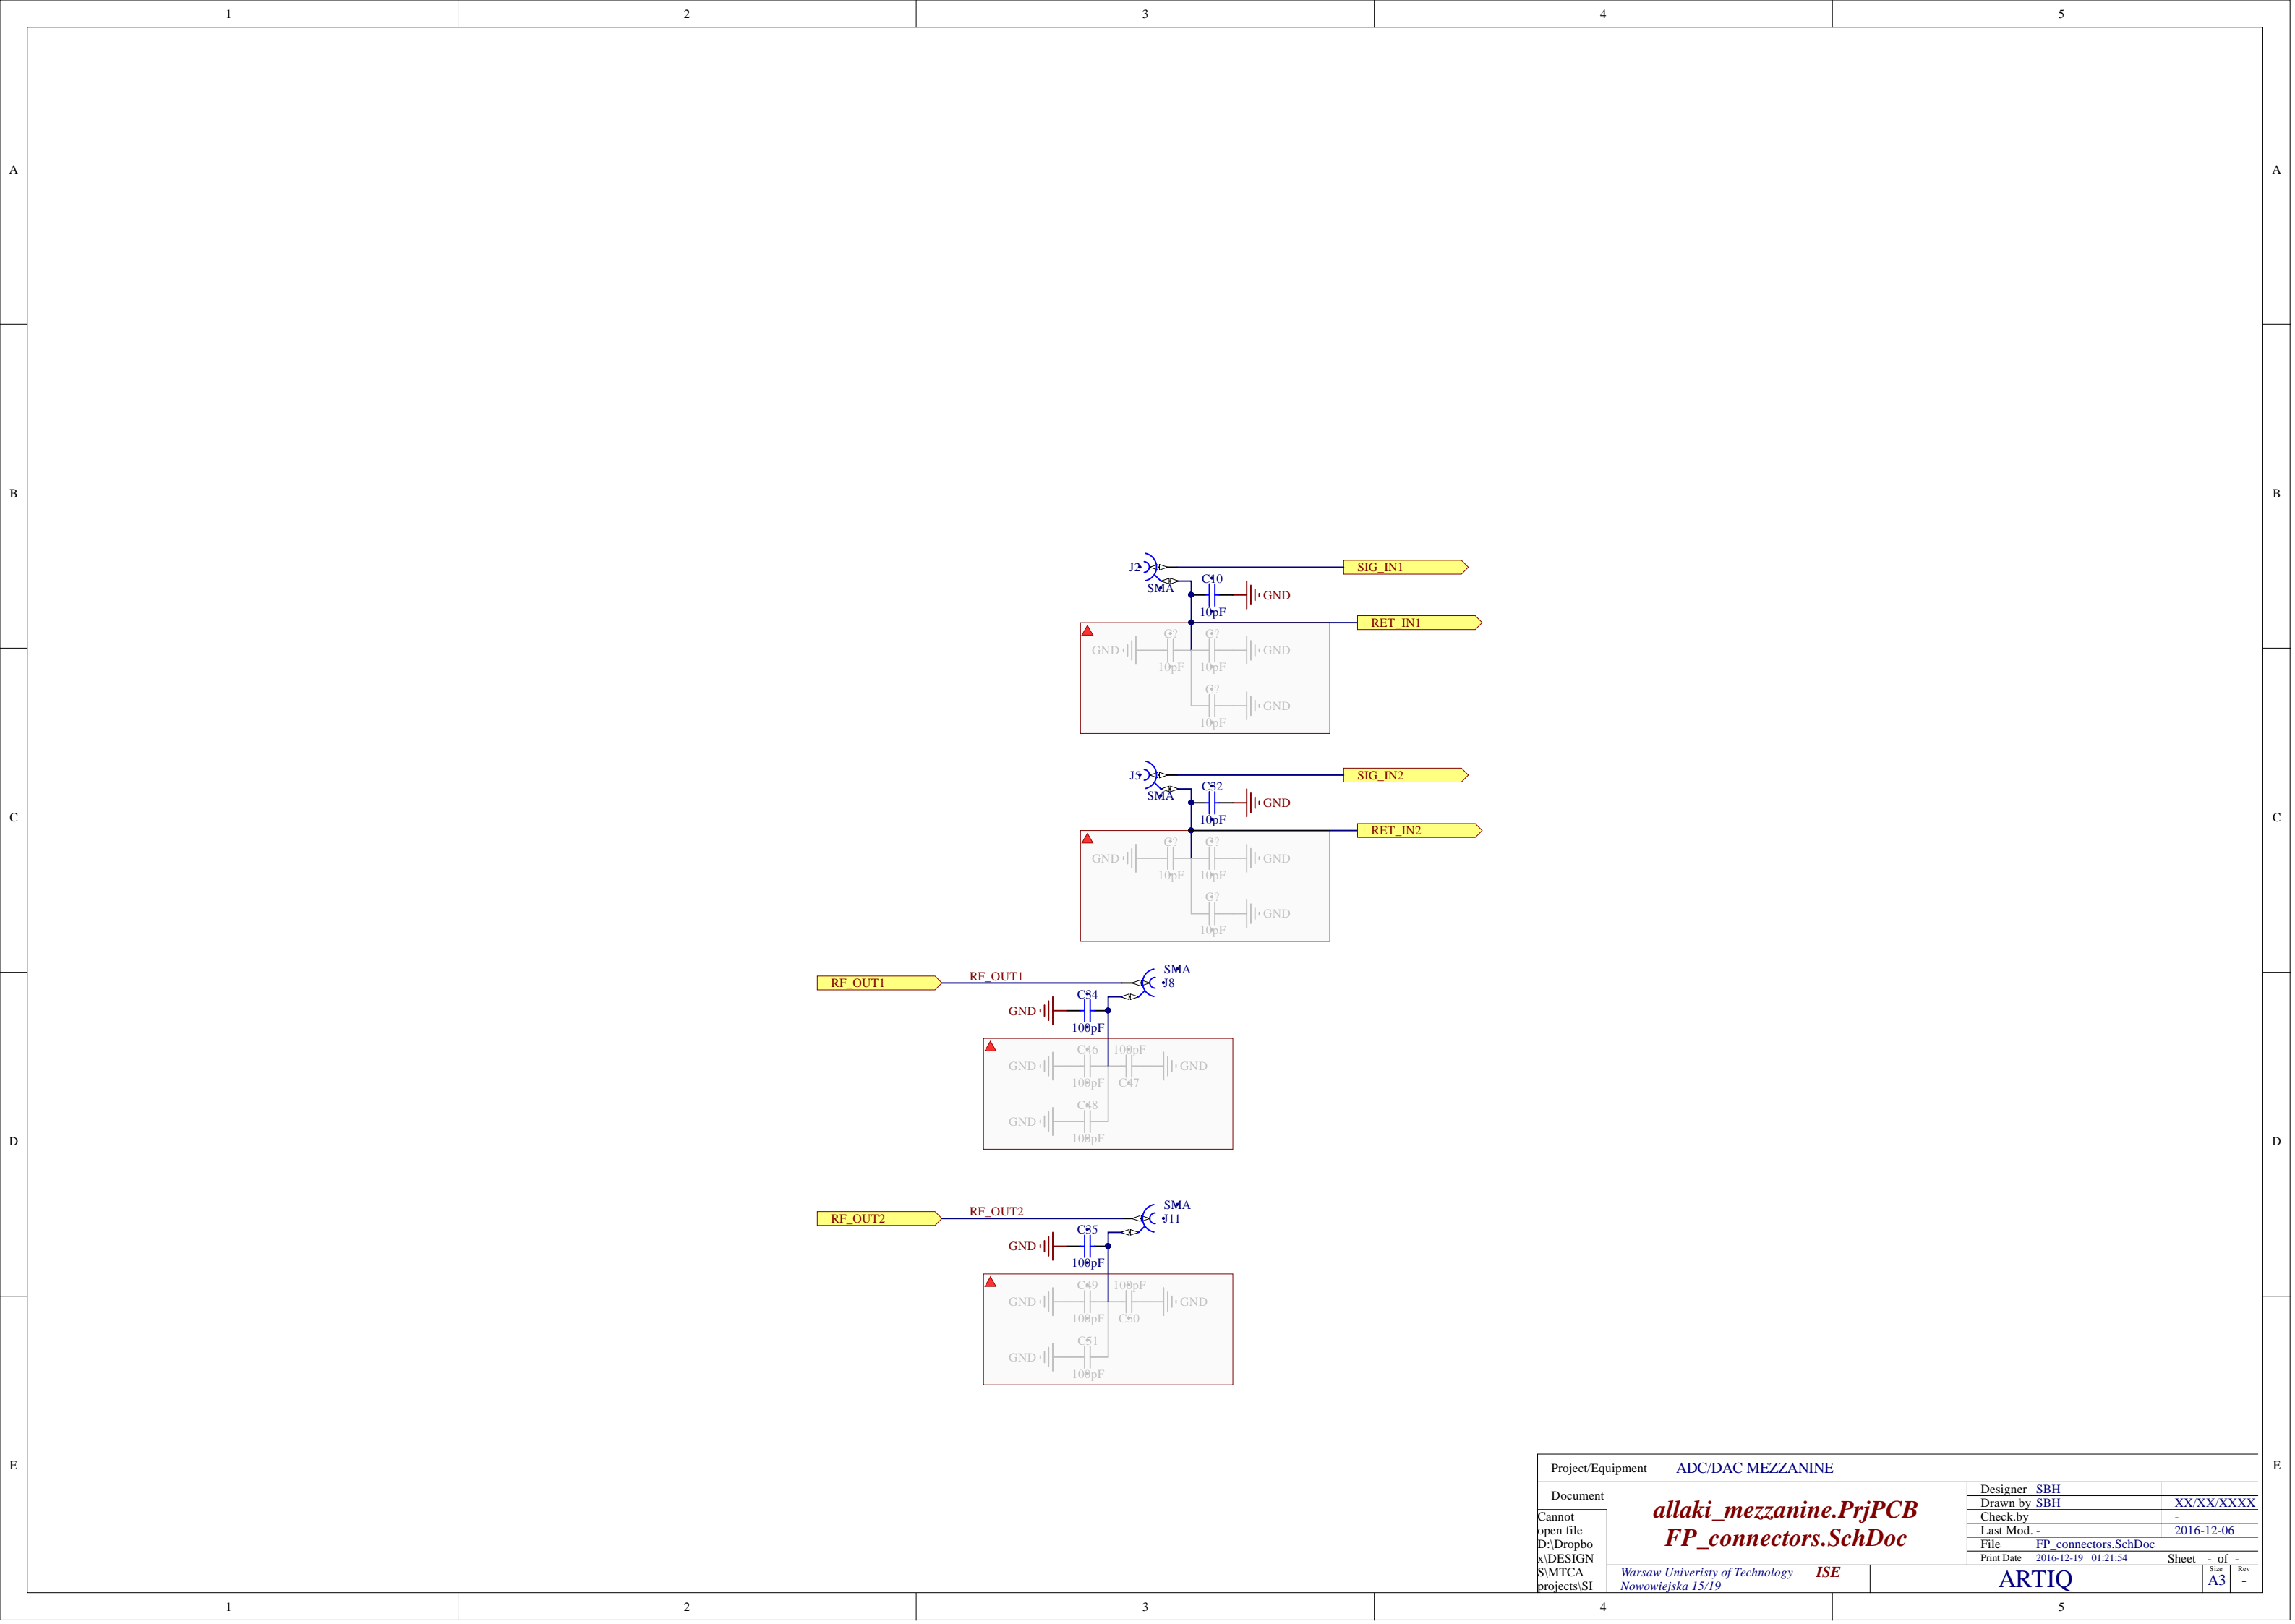 1 2 3 4 5
A A
B B
J2 SIG_IN1
C10
SMA GND
10pF
RET_IN1
C? C?
GND GND
10pF 10pF
C?
GND
10pF
J5 SIG_IN2
C32
SMA GND
10pF
C C
RET_IN2
C? C?
GND GND
10pF 10pF
C?
GND
10pF
SMA
RF_OUT1 RF_OUT1 J8
C34
GND
100pF
C46 100pF
GND GND
100pF C47
C48
GND
100pF
D D
SMA
RF_OUT2 RF_OUT2 J11
C35
GND
100pF
C49 100pF
GND GND
100pF C50
C51
GND
100pF
E E
Project/Equipment ADC/DAC MEZZANINE
Document
allaki_mezzanine.PrjPCB
FP_connectors.SchDoc
Cannot
open file
D:\Dropbo
x\DESIGN
S\MTCA
projects\SI
Designer SBH
Drawn by SBH XX/XX/XXXX
Check.by -
Last Mod. - 2016-12-06
File FP_connectors.SchDoc
Print Date 2016-12-19 01:21:54 Sheet - of -
Warsaw Univeristy of Technology ISE
Nowowiejska 15/19
ARTIQ
Size Rev
A3 -
1 2 3 4 5